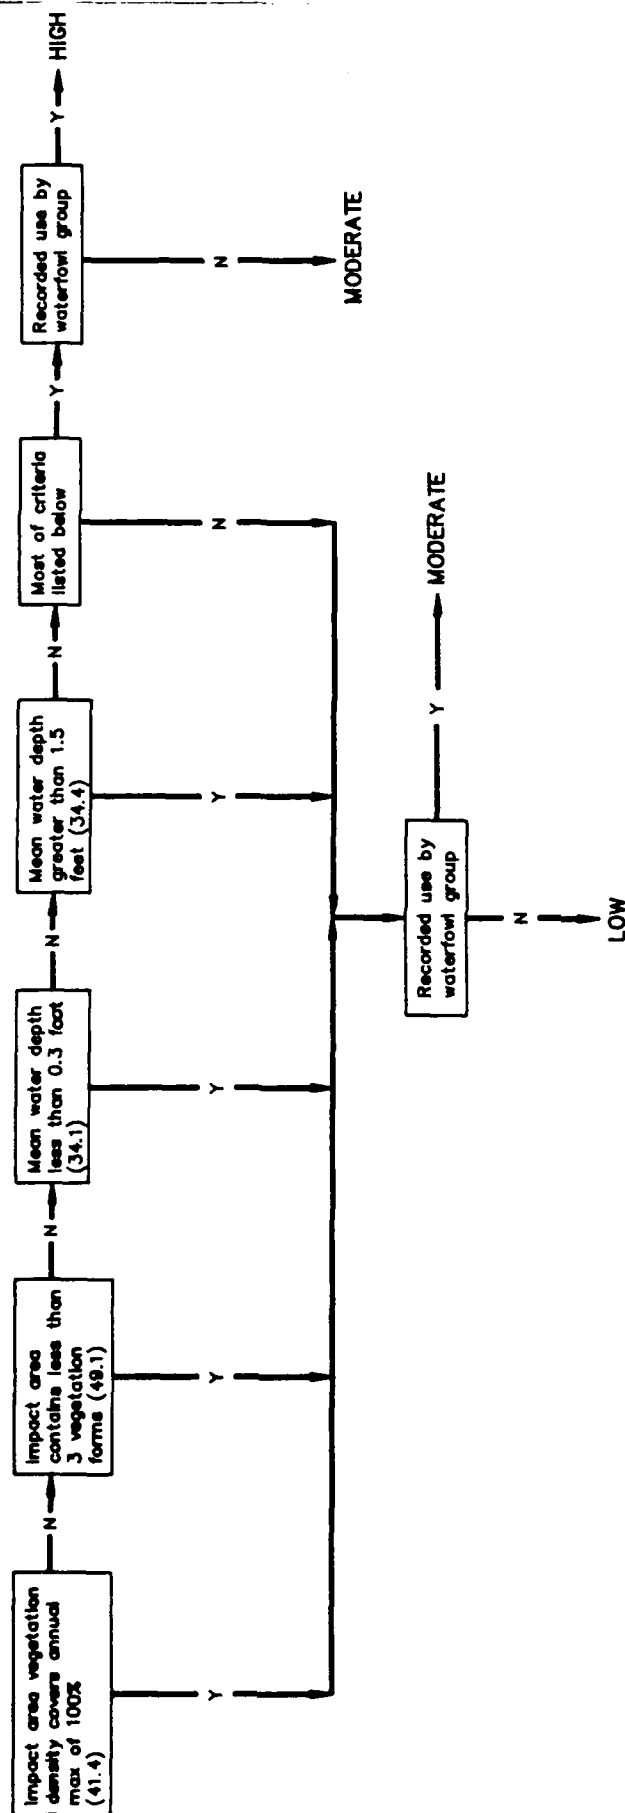 Impact area vegetation
density covers annual
max of 100%
(41.4)
N
Y
Impact area
contains less than
3 vegetation
forms (49.1)
N
Y
Mean water depth
less than 0.3 foot
(34.1)
N
Y
Mean water depth
greater than 1.5
feet (34.4)
N
Y
Most of criteria
listed below
Y
N
Recorded use by
waterfowl group
Y
HIGH
N
MODERATE
Recorded use by
waterfowl group
Y
MODERATE
N
LOW